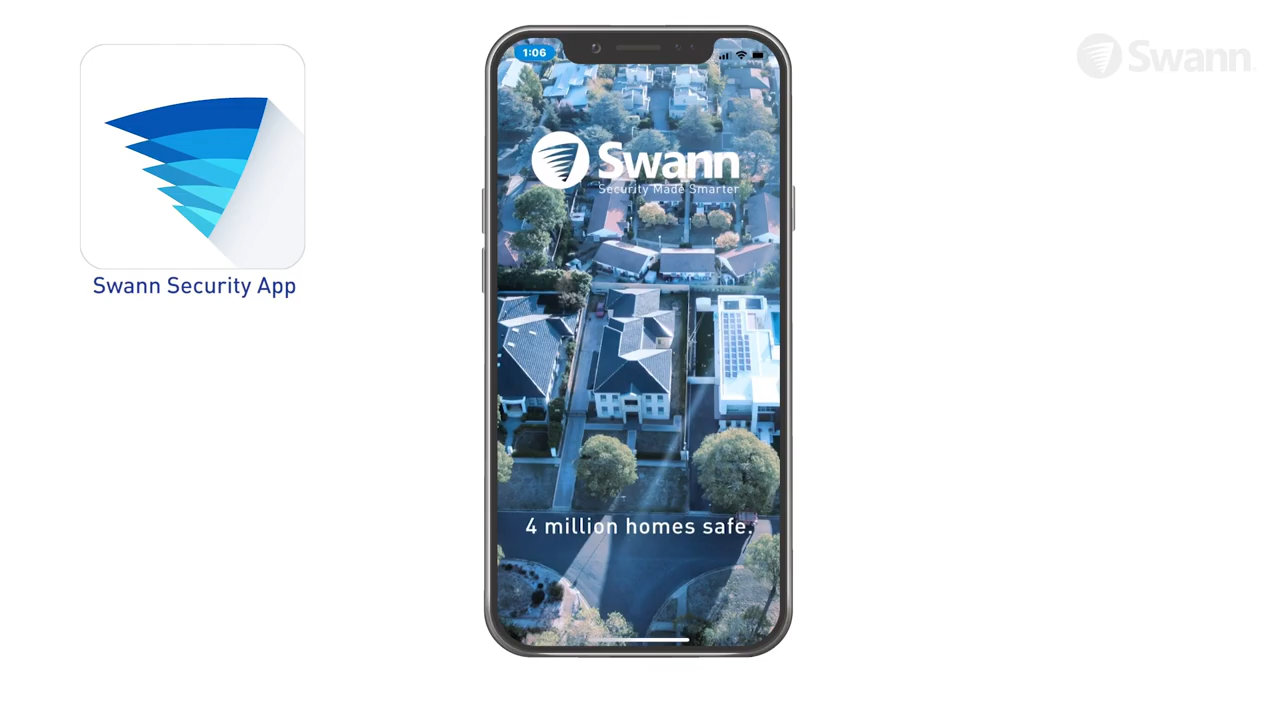 Swann Security App
1:06
Swann
Security Made Smarter
4 million homes safe.
Swann